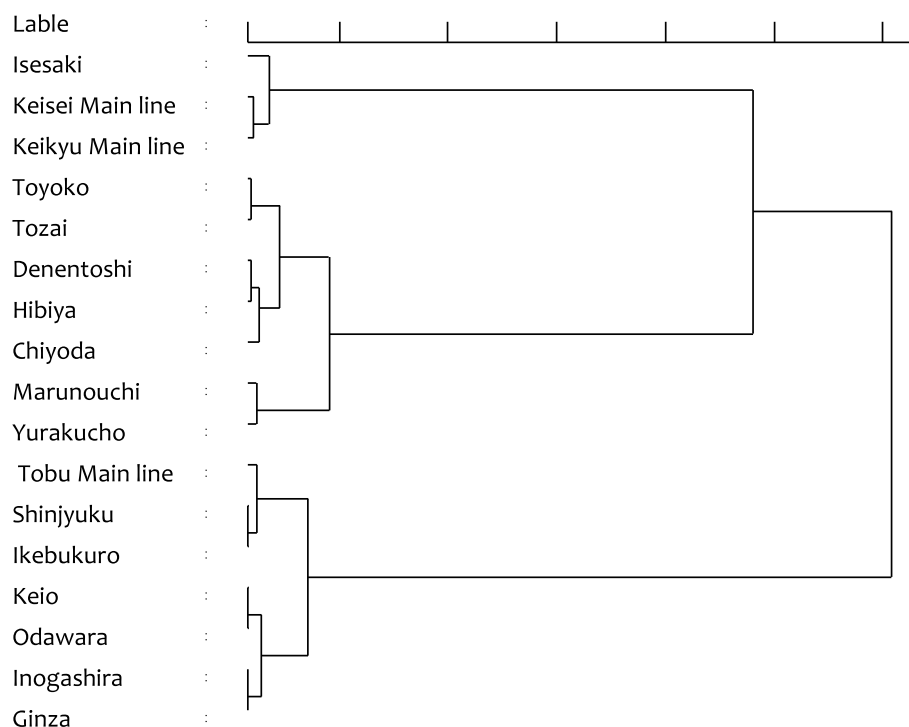 Lable :
Isesaki :
Keisei Main line :
Keikyu Main line :
Toyoko :
Tozai :
Denentoshi :
Hibiya :
Chiyoda :
Marunouchi :
Yurakucho :
Tobu Main line :
Shinjyuku :
Ikebukuro :
Keio :
Odawara :
Inogashira :
Ginza :